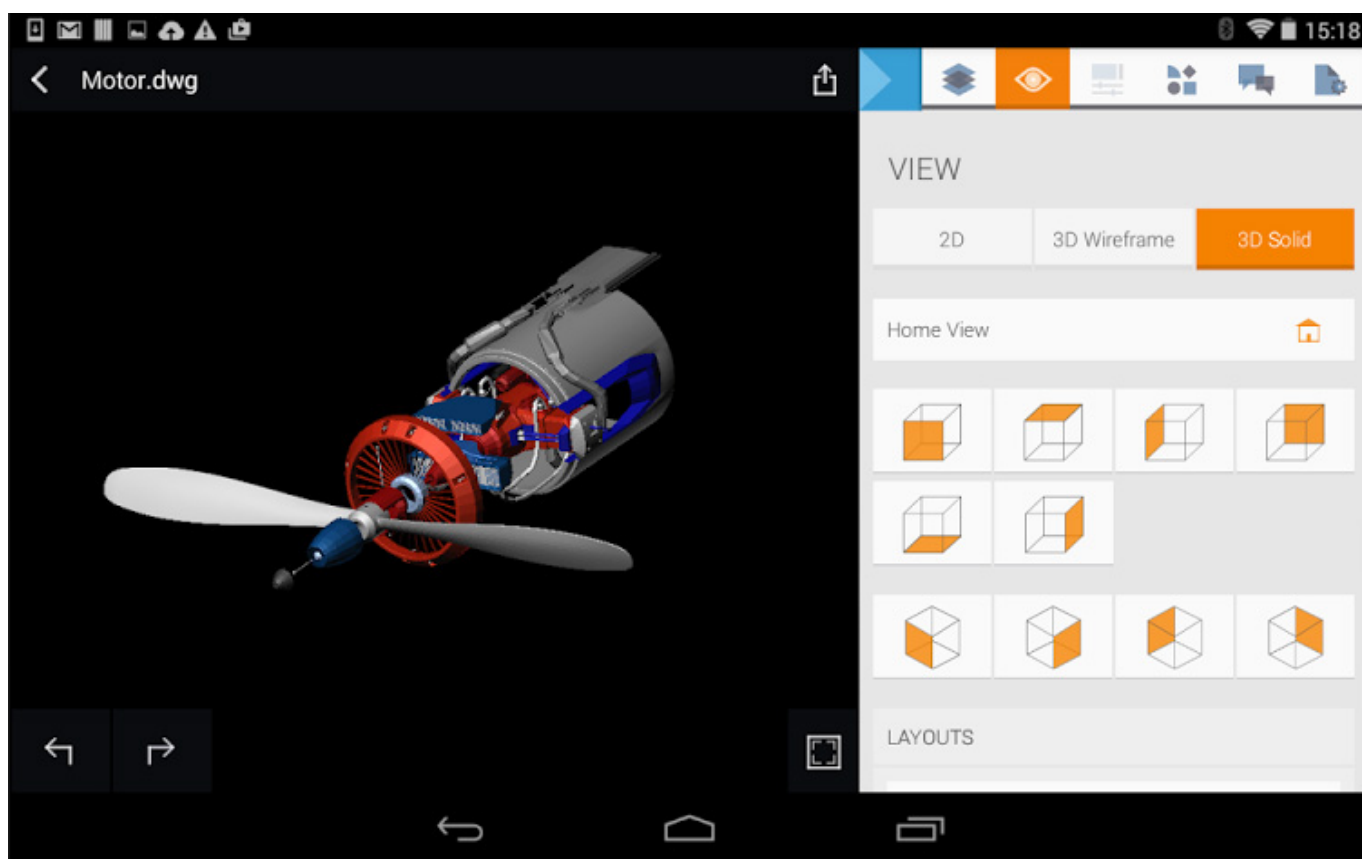 15:18
Motor.dwg
VIEW
2D 3D Wireframe 3D Solid
Home View
LAYOUTS